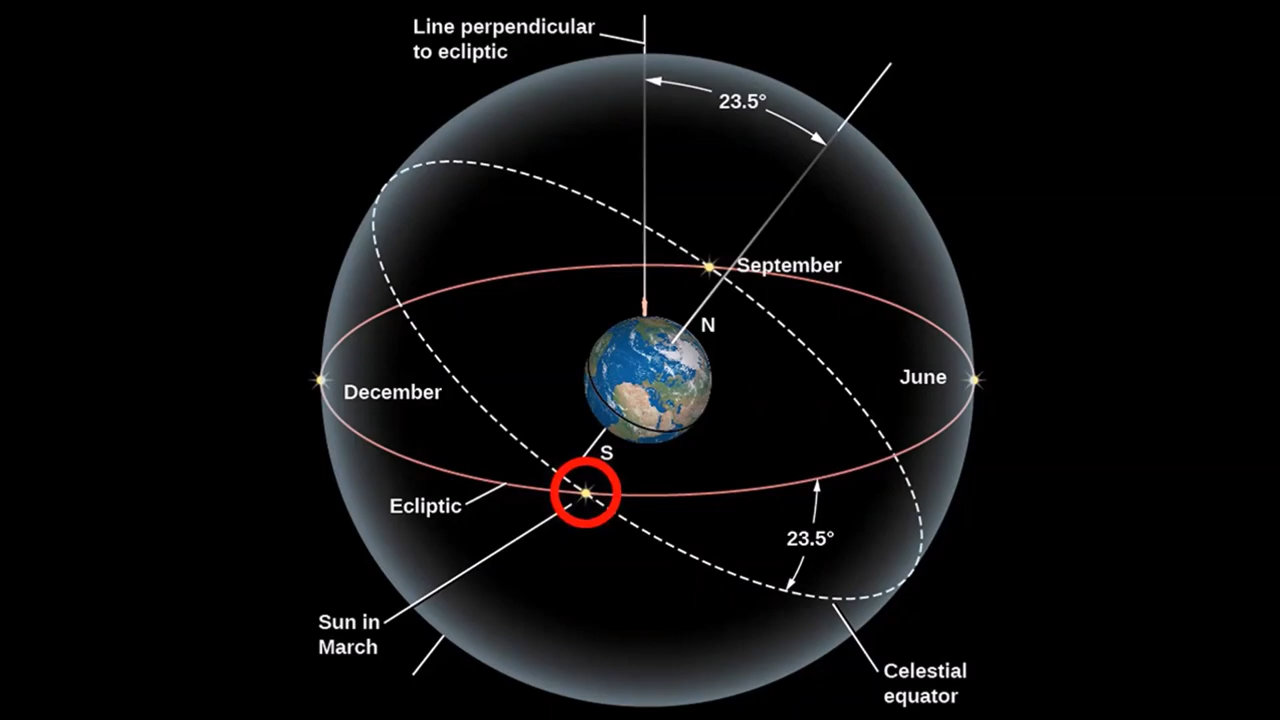 Line perpendicular
to ecliptic
23.5°
September
N
June
December
S
Ecliptic
23.5°
Sun in
March
Celestial
equator